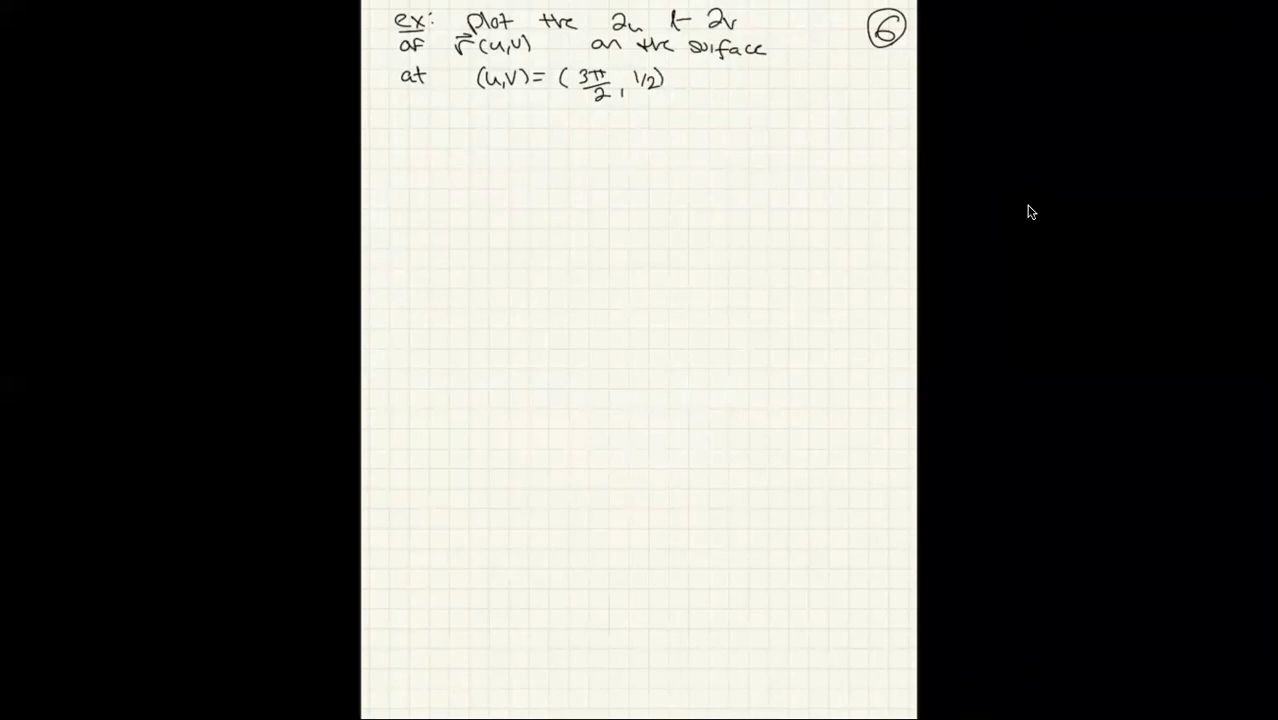 ex: plot the ∂u & ∂v ⑥
of r⃗(u,v) on the surface
at (u,v) = (3π/2, 1/2)